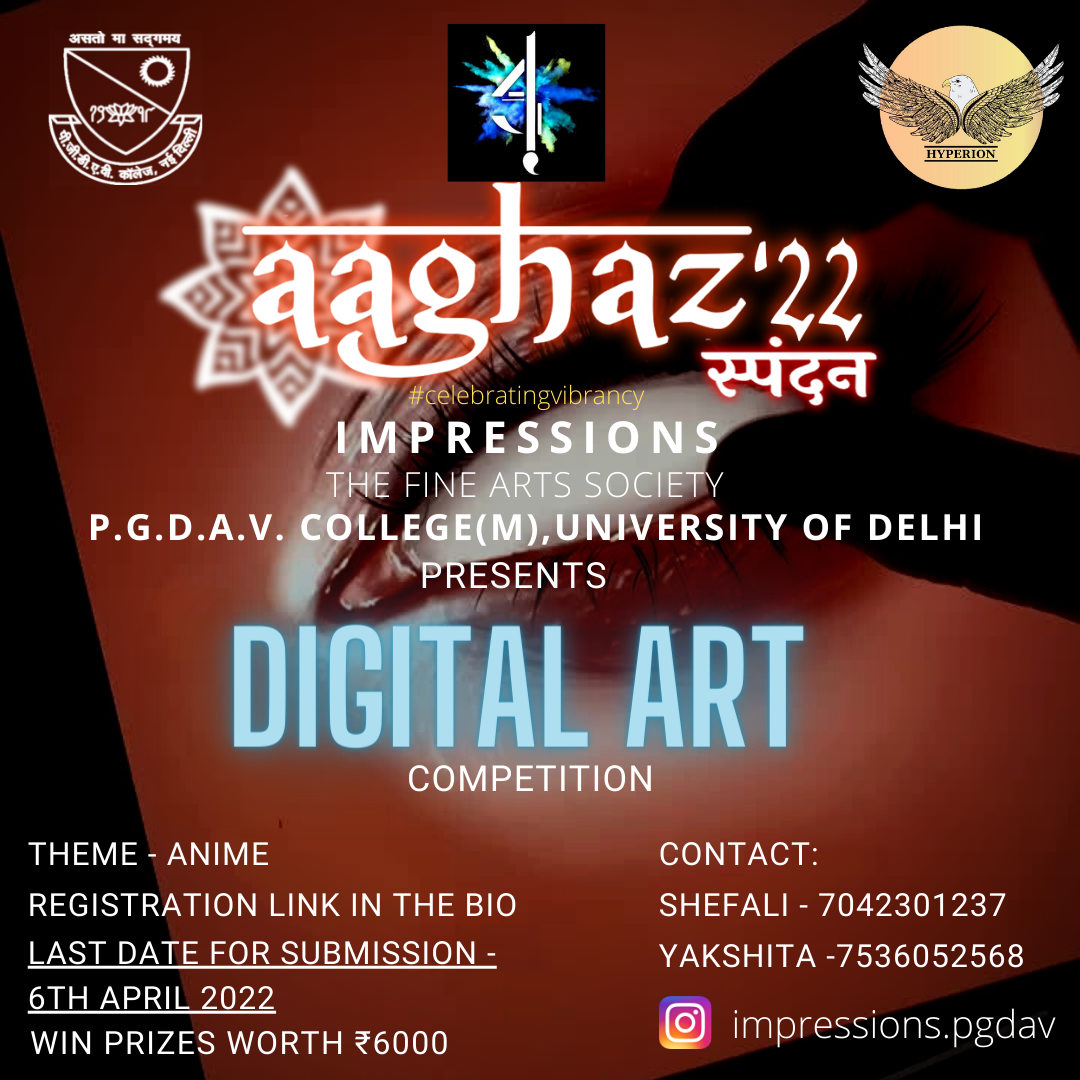 असतो मा सद्गमय
पी.जी.डी.ए.वी. कॉलेज, नई दिल्ली
HYPERION
aaghaz'22
स्पंदन
#celebratingvibrancy
IMPRESSIONS
THE FINE ARTS SOCIETY
P.G.D.A.V. COLLEGE(M),UNIVERSITY OF DELHI
PRESENTS
DIGITAL ART
COMPETITION
THEME - ANIME
REGISTRATION LINK IN THE BIO
LAST DATE FOR SUBMISSION -
6TH APRIL 2022
WIN PRIZES WORTH ₹6000
CONTACT:
SHEFALI - 7042301237
YAKSHITA -7536052568
impressions.pgdav